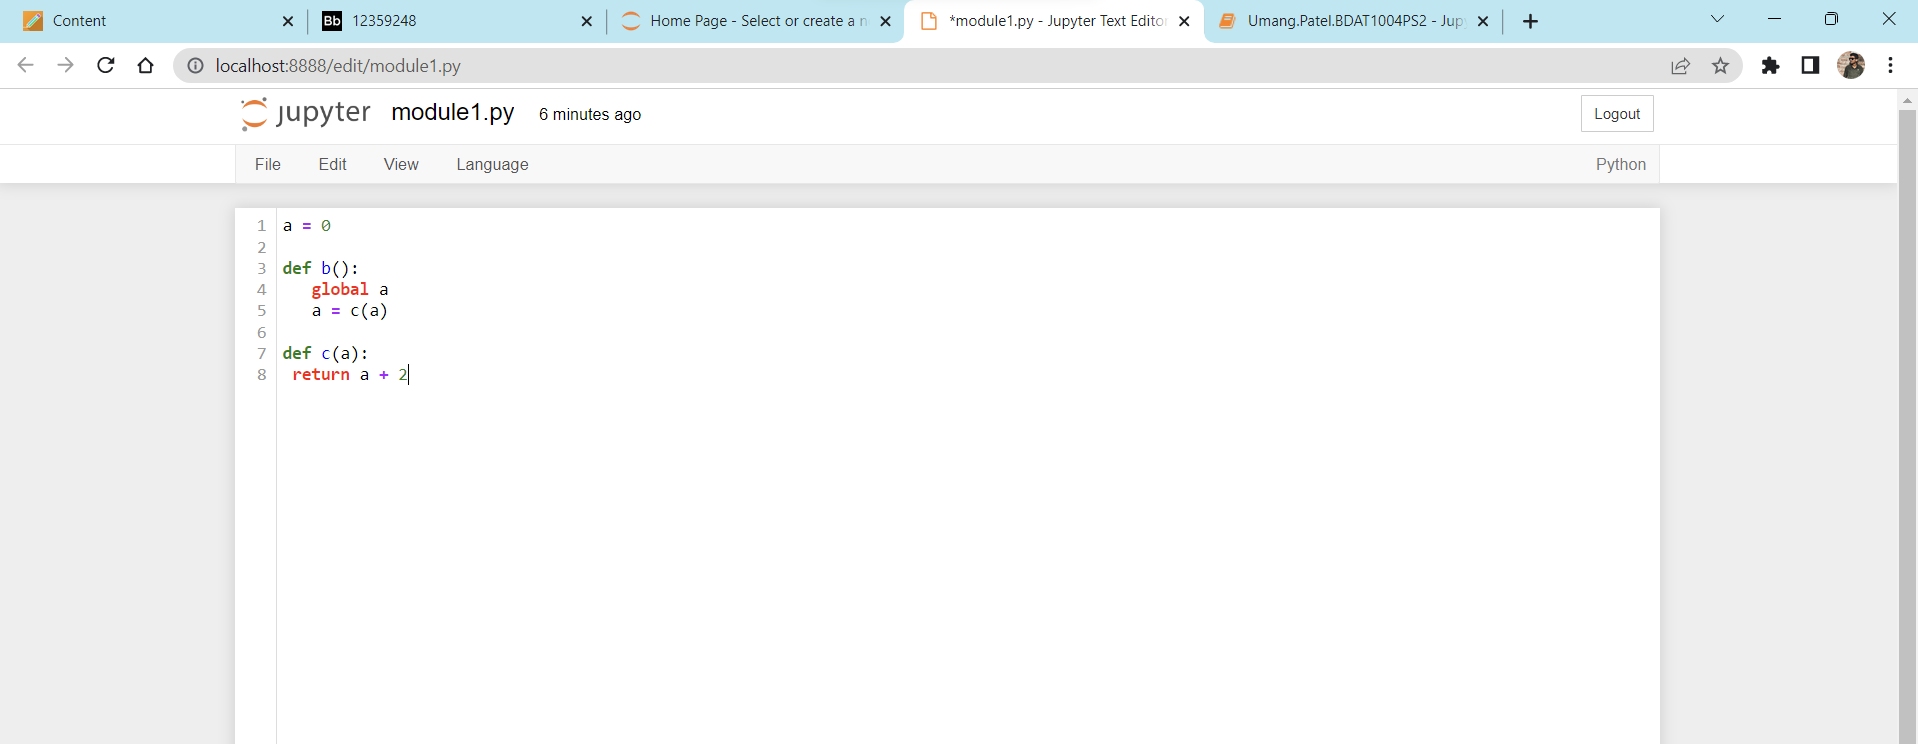 Content
Bb 12359248
Home Page - Select or create a n
*module1.py - Jupyter Text Editor
Umang.Patel.BDAT1004PS2 - Jup
localhost:8888/edit/module1.py
jupyter module1.py 6 minutes ago Logout
File Edit View Language Python
1 a = 0
2
3 def b():
4    global a
5    a = c(a)
6
7 def c(a):
8  return a + 2